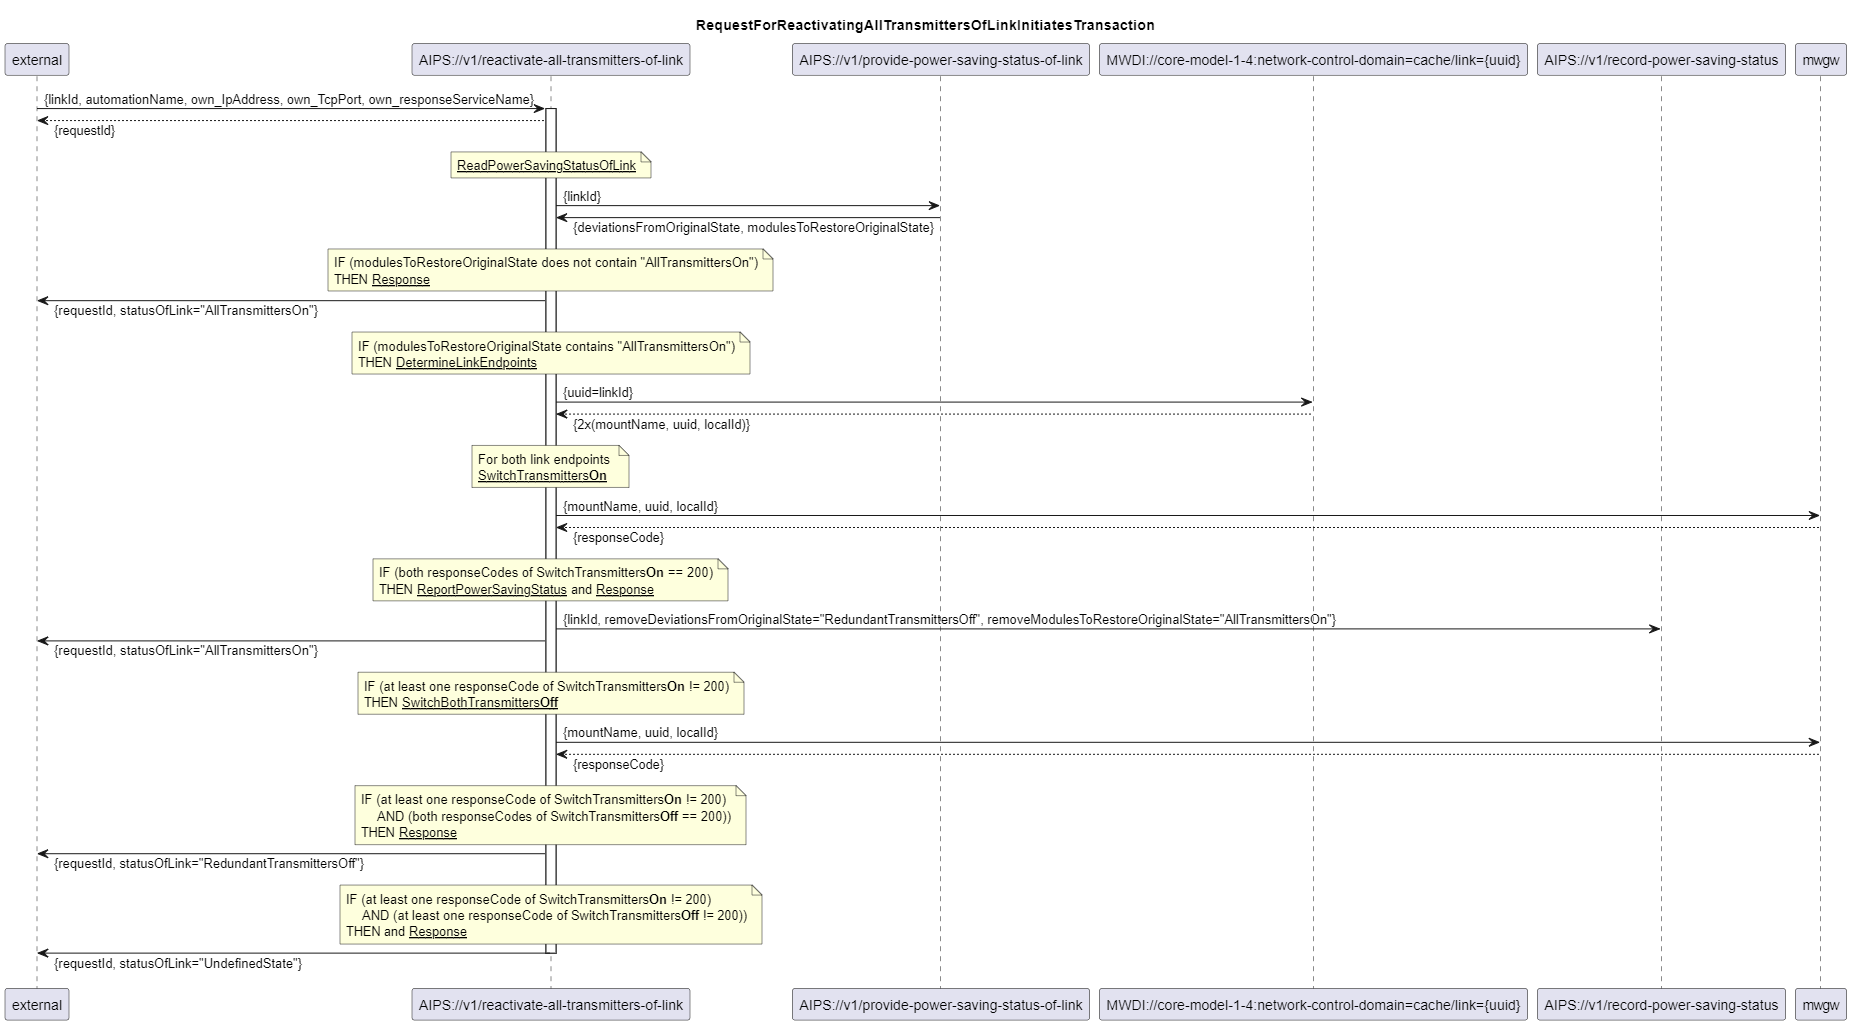 RequestForReactivatingAllTransmittersOfLinkInitiatesTransaction
external
AIPS://v1/reactivate-all-transmitters-of-link
AIPS://v1/provide-power-saving-status-of-link
MWDI://core-model-1-4:network-control-domain=cache/link={uuid}
AIPS://v1/record-power-saving-status
mwgw
{linkId, automationName, own_IpAddress, own_TcpPort, own_responseServiceName}
{requestId}
ReadPowerSavingStatusOfLink
{linkId}
{deviationsFromOriginalState, modulesToRestoreOriginalState}
IF (modulesToRestoreOriginalState does not contain "AllTransmittersOn")
THEN Response
{requestId, statusOfLink="AllTransmittersOn"}
IF (modulesToRestoreOriginalState contains "AllTransmittersOn")
THEN DetermineLinkEndpoints
{uuid=linkId}
{2x(mountName, uuid, localId)}
For both link endpoints
SwitchTransmittersOn
{mountName, uuid, localId}
{responseCode}
IF (both responseCodes of SwitchTransmittersOn == 200)
THEN ReportPowerSavingStatus and Response
{linkId, removeDeviationsFromOriginalState="RedundantTransmittersOff", removeModulesToRestoreOriginalState="AllTransmittersOn"}
{requestId, statusOfLink="AllTransmittersOn"}
IF (at least one responseCode of SwitchTransmittersOn != 200)
THEN SwitchBothTransmittersOff
{mountName, uuid, localId}
{responseCode}
IF (at least one responseCode of SwitchTransmittersOn != 200)
AND (both responseCodes of SwitchTransmittersOff == 200))
THEN Response
{requestId, statusOfLink="RedundantTransmittersOff"}
IF (at least one responseCode of SwitchTransmittersOn != 200)
AND (at least one responseCode of SwitchTransmittersOff != 200))
THEN and Response
{requestId, statusOfLink="UndefinedState"}
external
AIPS://v1/reactivate-all-transmitters-of-link
AIPS://v1/provide-power-saving-status-of-link
MWDI://core-model-1-4:network-control-domain=cache/link={uuid}
AIPS://v1/record-power-saving-status
mwgw